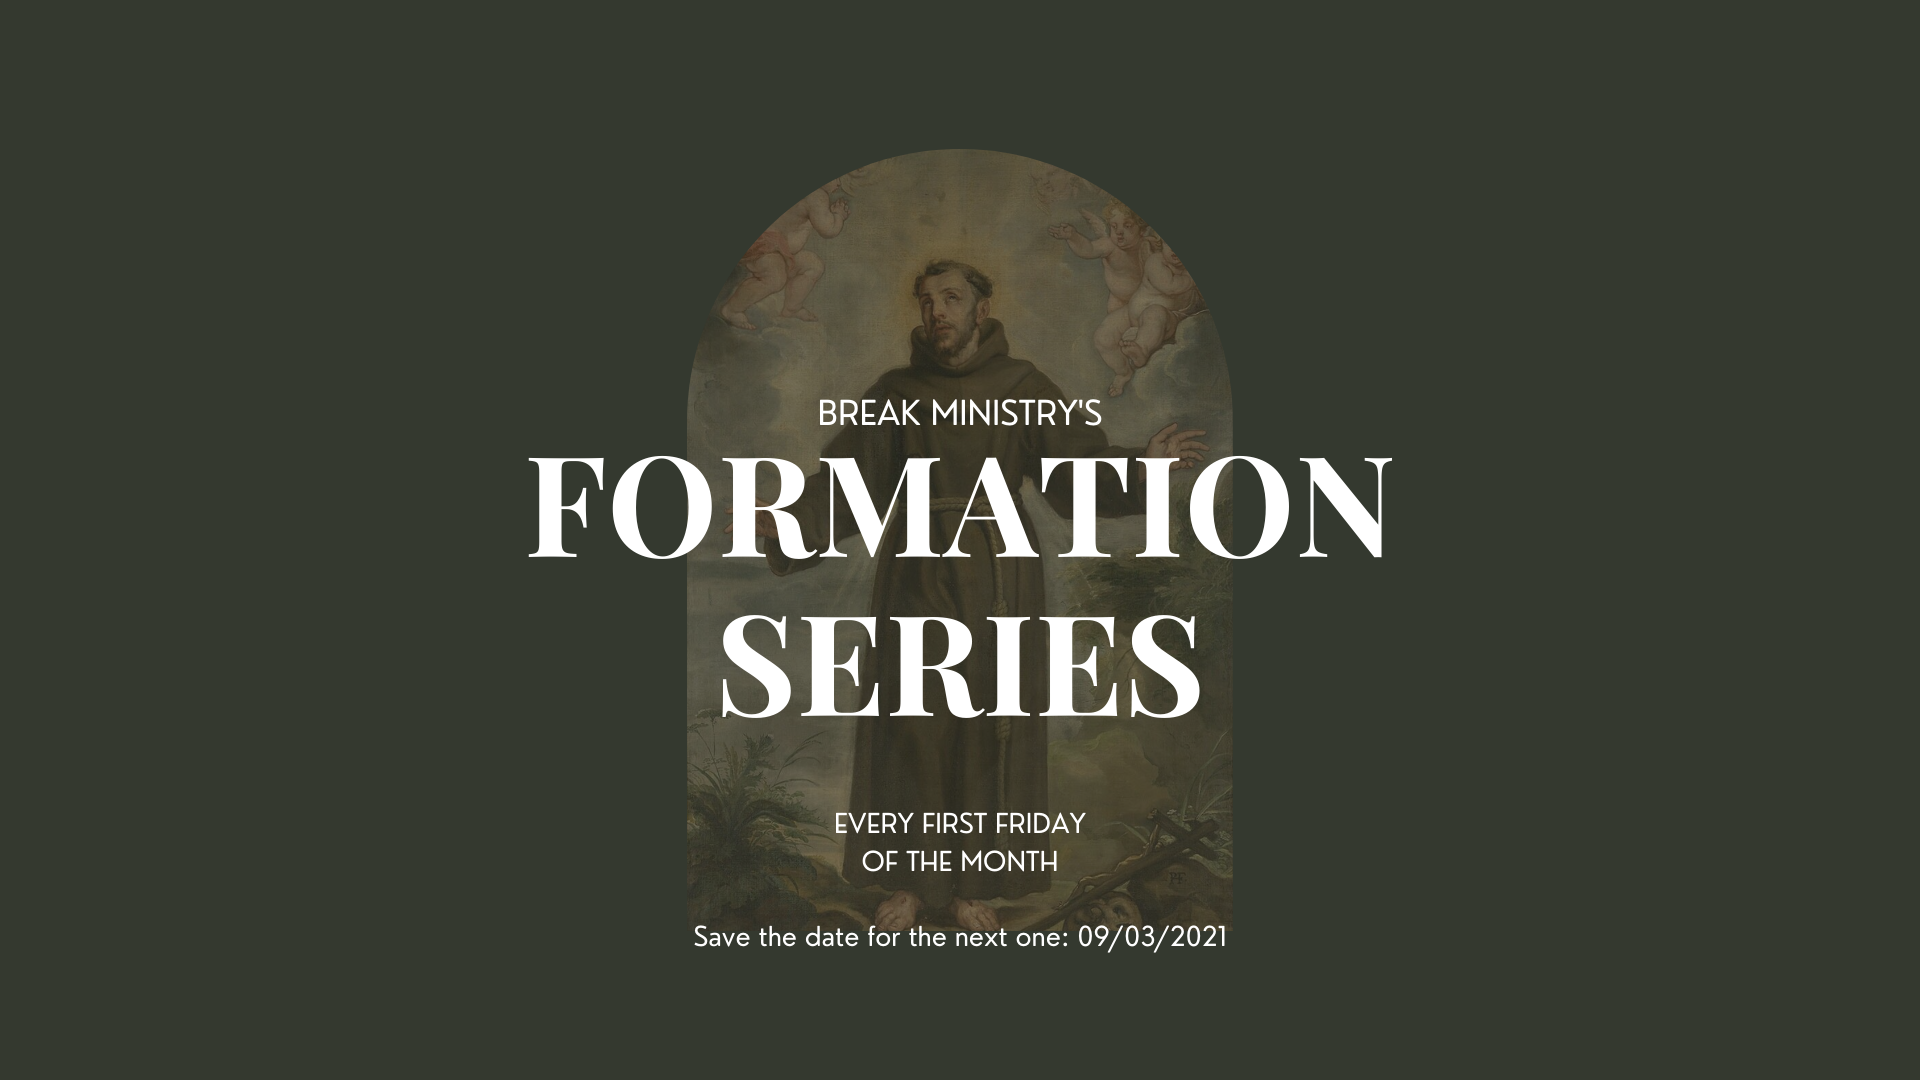 BREAK MINISTRY'S
FORMATION
SERIES
EVERY FIRST FRIDAY
OF THE MONTH
Save the date for the next one: 09/03/2021